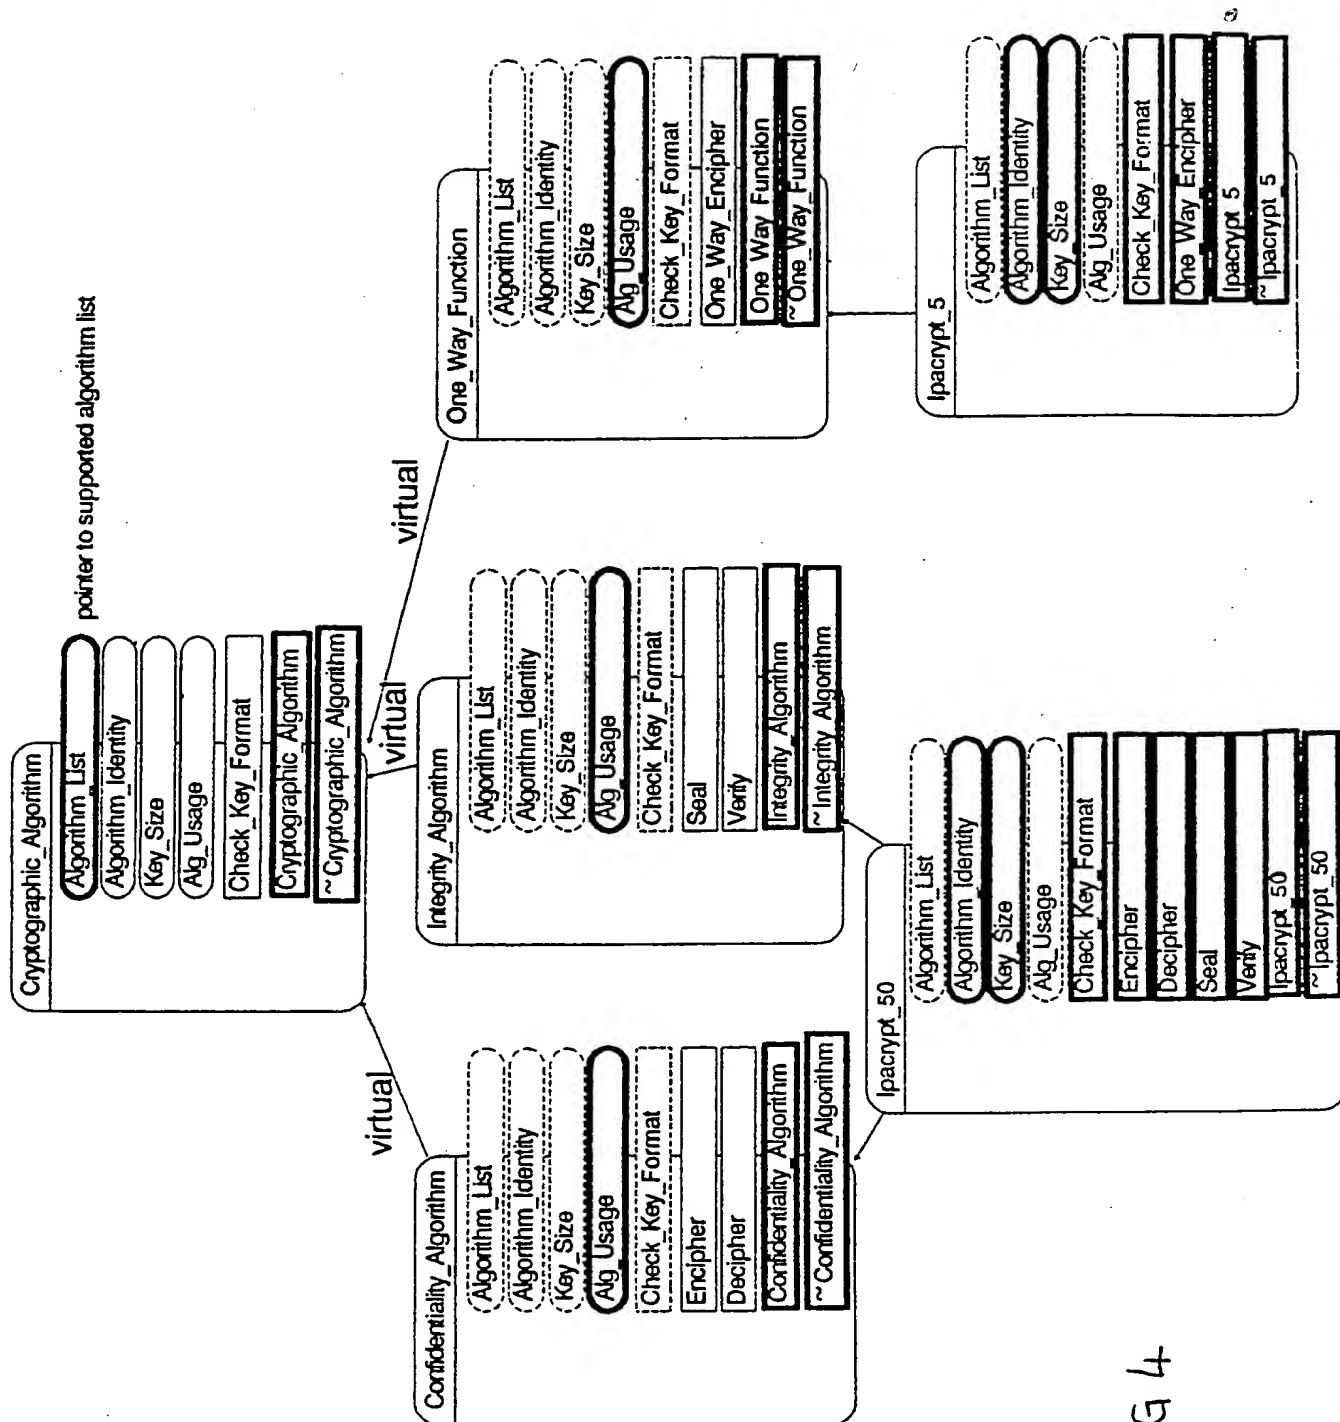 Cryptographic_Algorithm
Algorithm_List
pointer to supported algorithm list
Algorithm_Identity
Key_Size
Alg_Usage
Check_Key_Format
Cryptographic_Algorithm
~Cryptographic_Algorithm
virtual
virtual
virtual
Confidentiality_Algorithm
Algorithm_List
Algorithm_Identity
Key_Size
Alg_Usage
Check_Key_Format
Encipher
Decipher
Confidentiality_Algorithm
~Confidentiality_Algorithm
Integrity_Algorithm
Algorithm_List
Algorithm_Identity
Key_Size
Alg_Usage
Check_Key_Format
Seal
Verify
Integrity_Algorithm
~Integrity_Algorithm
One_Way_Function
Algorithm_List
Algorithm_Identity
Key_Size
Alg_Usage
Check_Key_Format
One_Way_Encipher
One_Way_Function
~One_Way_Function
Ipacrypt_50
Algorithm_List
Algorithm_Identity
Key_Size
Alg_Usage
Check_Key_Format
Encipher
Decipher
Seal
Verify
Ipacrypt_50
~Ipacrypt_50
Ipacrypt_5
Algorithm_List
Algorithm_Identity
Key_Size
Alg_Usage
Check_Key_Format
One_Way_Encipher
Ipacrypt_5
~Ipacrypt_5
G 4